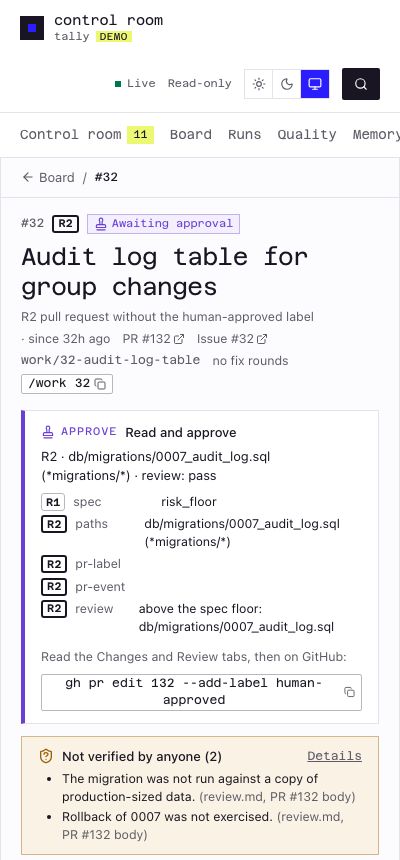 control room
tally DEMO
Live Read-only
Control room 11 Board Runs Quality Memory
Board / #32
#32 R2 Awaiting approval
Audit log table for
group changes
R2 pull request without the human-approved label
· since 32h ago PR #132 Issue #32
work/32-audit-log-table no fix rounds
/work 32
APPROVE Read and approve
R2 · db/migrations/0007_audit_log.sql
(*migrations/*) · review: pass
R1 spec risk_floor
R2 paths db/migrations/0007_audit_log.sql
(*migrations/*)
R2 pr-label
R2 pr-event
R2 review above the spec floor:
db/migrations/0007_audit_log.sql
Read the Changes and Review tabs, then on GitHub:
gh pr edit 132 --add-label human-
approved
Not verified by anyone (2) Details
• The migration was not run against a copy of
production-sized data. (review.md, PR #132 body)
• Rollback of 0007 was not exercised. (review.md,
PR #132 body)